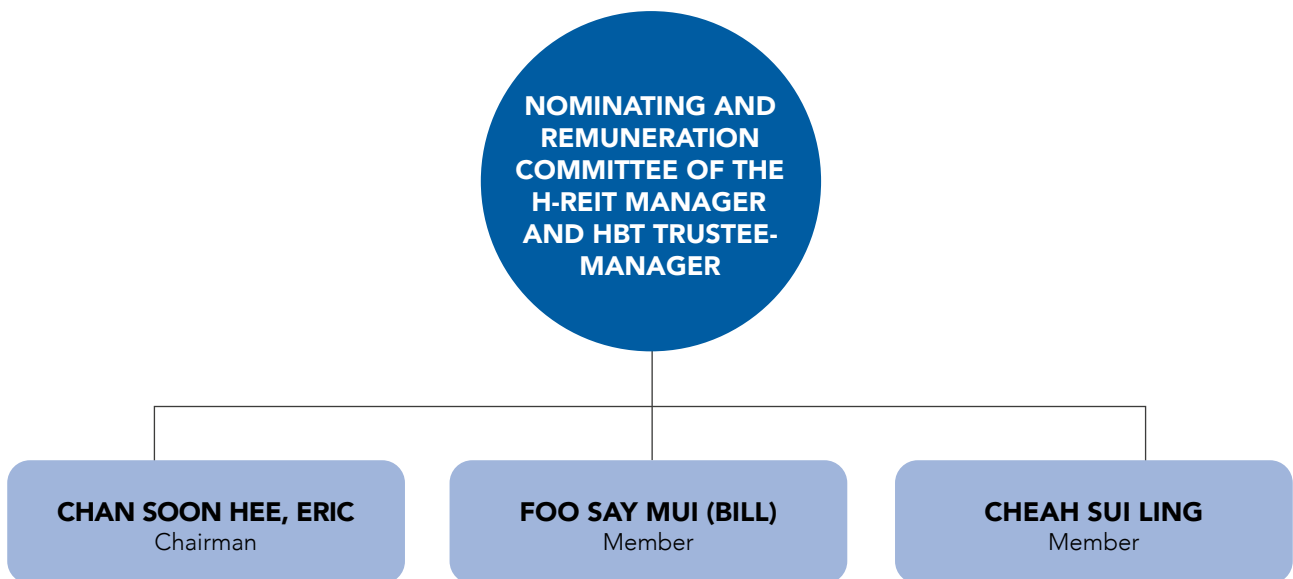 NOMINATING AND
REMUNERATION
COMMITTEE OF THE
H-REIT MANAGER
AND HBT TRUSTEE-
MANAGER
CHAN SOON HEE, ERIC
Chairman
FOO SAY MUI (BILL)
Member
CHEAH SUI LING
Member